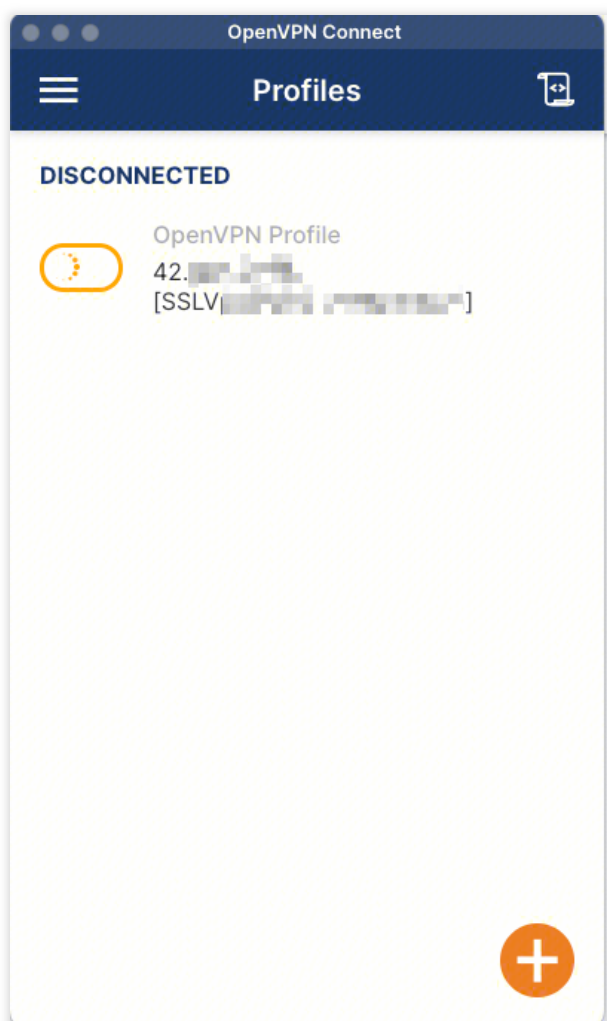 OpenVPN Connect
Profiles
DISCONNECTED
OpenVPN Profile
42.
[SSLV ]